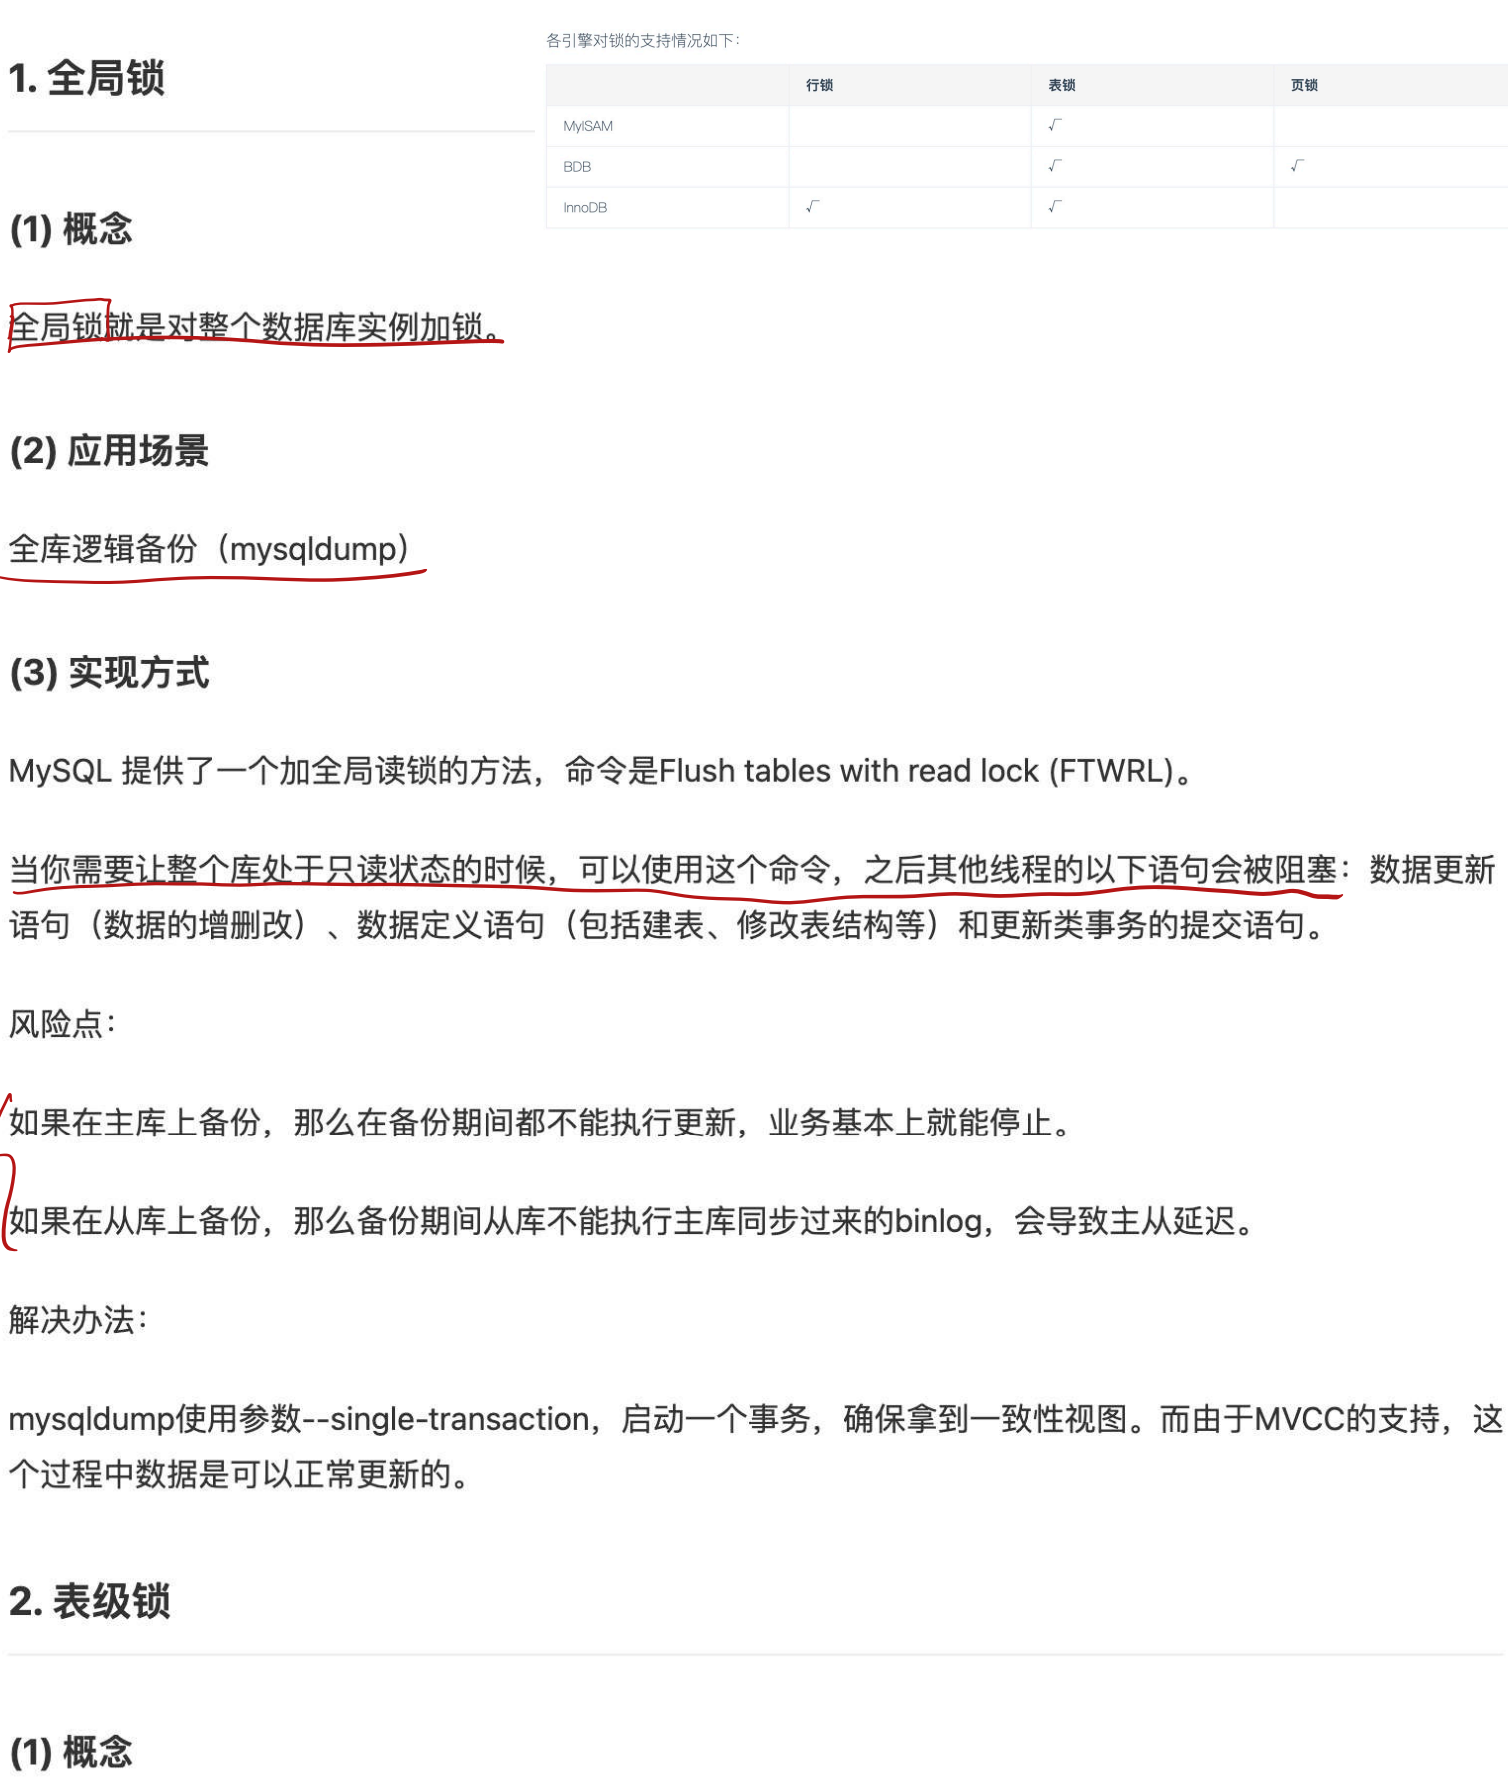 各引擎对锁的支持情况如下：
行锁 表锁 页锁
MyISAM √
BDB √ √
InnoDB √ √
1. 全局锁
(1) 概念
全局锁就是对整个数据库实例加锁。
(2) 应用场景
全库逻辑备份（mysqldump）
(3) 实现方式
MySQL 提供了一个加全局读锁的方法，命令是Flush tables with read lock (FTWRL)。
当你需要让整个库处于只读状态的时候，可以使用这个命令，之后其他线程的以下语句会被阻塞：数据更新
语句（数据的增删改）、数据定义语句（包括建表、修改表结构等）和更新类事务的提交语句。
风险点：
如果在主库上备份，那么在备份期间都不能执行更新，业务基本上就能停止。
如果在从库上备份，那么备份期间从库不能执行主库同步过来的binlog，会导致主从延迟。
解决办法：
mysqldump使用参数--single-transaction，启动一个事务，确保拿到一致性视图。而由于MVCC的支持，这
个过程中数据是可以正常更新的。
2. 表级锁
(1) 概念